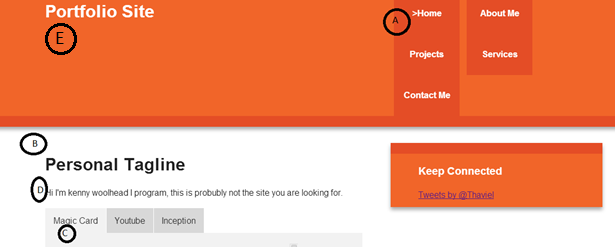 Portfolio Site
E
A
>Home
About Me
Projects
Services
Contact Me
B
Personal Tagline
D
Hi I'm kenny woolhead I program, this is probubly not the site you are looking for.
Magic Card Youtube Inception
C
Keep Connected
Tweets by @Thaviel